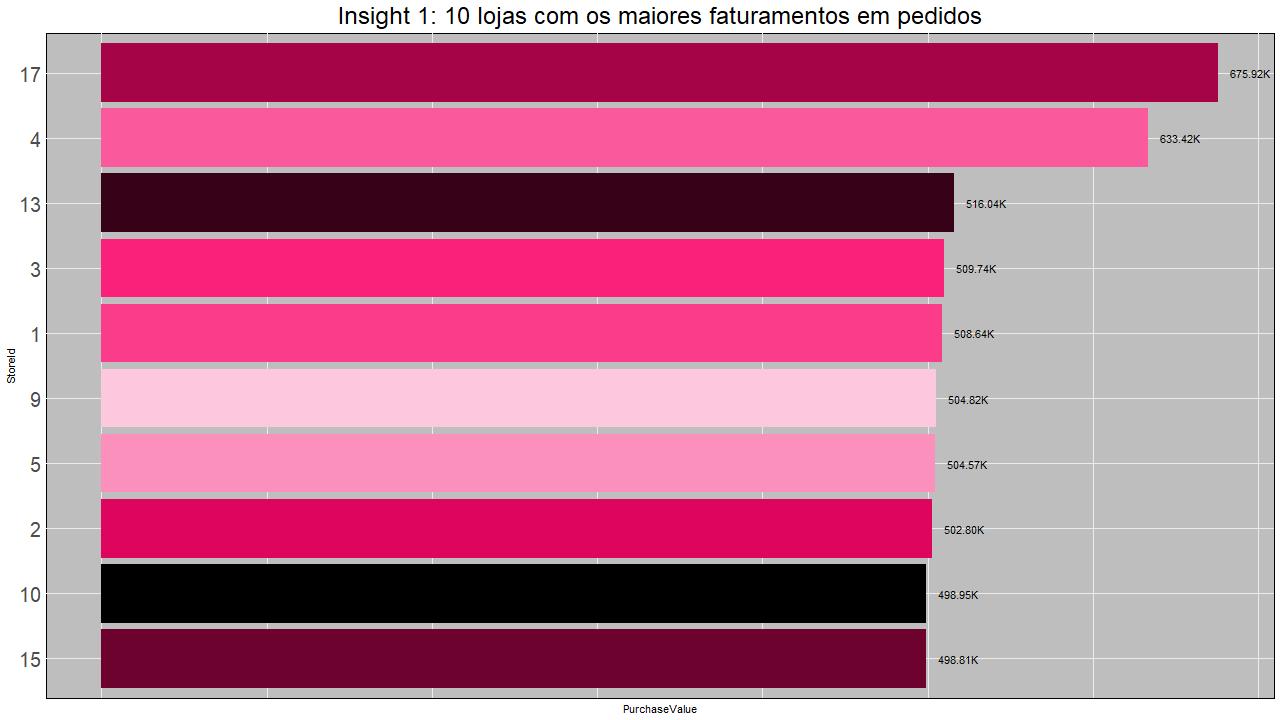 Insight 1: 10 lojas com os maiores faturamentos em pedidos
17 675.92K
4 633.42K
13 516.04K
3 509.74K
1 508.64K
StoreId
9 504.82K
5 504.57K
2 502.80K
10 498.95K
15 498.81K
PurchaseValue